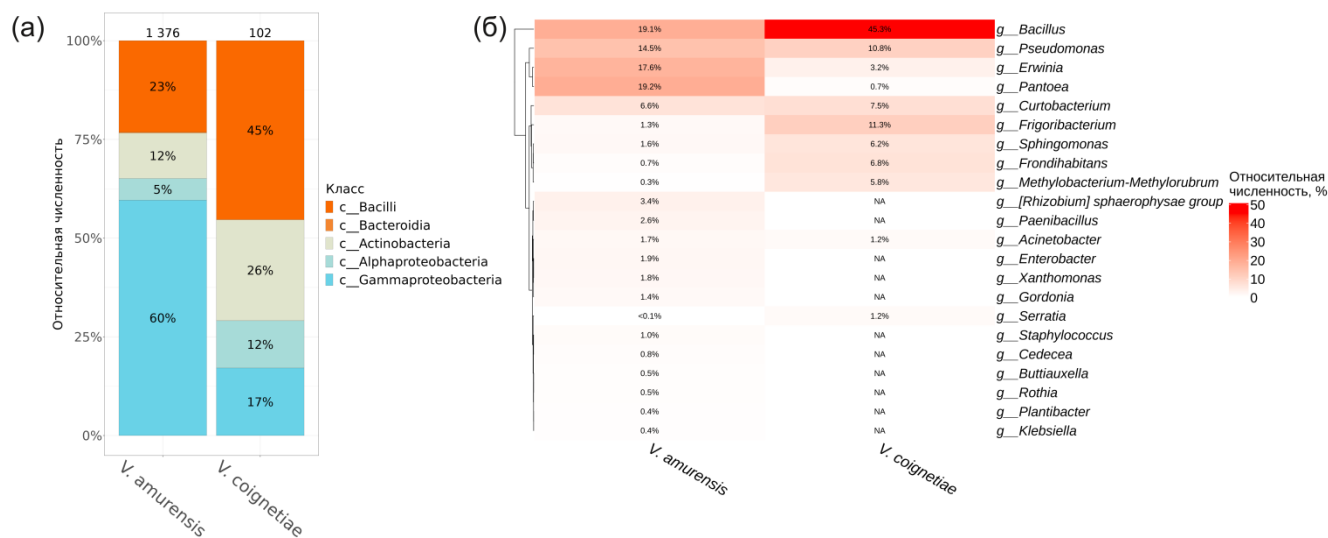 (а)
1 376
102
Относительная численность
100%
75%
50%
25%
0%
23%
12%
5%
60%
45%
26%
12%
17%
V. amurensis
V. coignetiae
Класс
c__Bacilli
c__Bacteroidia
c__Actinobacteria
c__Alphaproteobacteria
c__Gammaproteobacteria
(б)
19.1% 45.3% g__Bacillus
14.5% 10.8% g__Pseudomonas
17.6% 3.2% g__Erwinia
19.2% 0.7% g__Pantoea
6.6% 7.5% g__Curtobacterium
1.3% 11.3% g__Frigoribacterium
1.6% 6.2% g__Sphingomonas
0.7% 6.8% g__Frondihabitans
0.3% 5.8% g__Methylobacterium-Methylorubrum
3.4% NA g__[Rhizobium] sphaerophysae group
2.6% NA g__Paenibacillus
1.7% 1.2% g__Acinetobacter
1.9% NA g__Enterobacter
1.8% NA g__Xanthomonas
1.4% NA g__Gordonia
<0.1% 1.2% g__Serratia
1.0% NA g__Staphylococcus
0.8% NA g__Cedecea
0.5% NA g__Buttiauxella
0.5% NA g__Rothia
0.4% NA g__Plantibacter
0.4% NA g__Klebsiella
V. amurensis
V. coignetiae
Относительная
численность, %
50
40
30
20
10
0